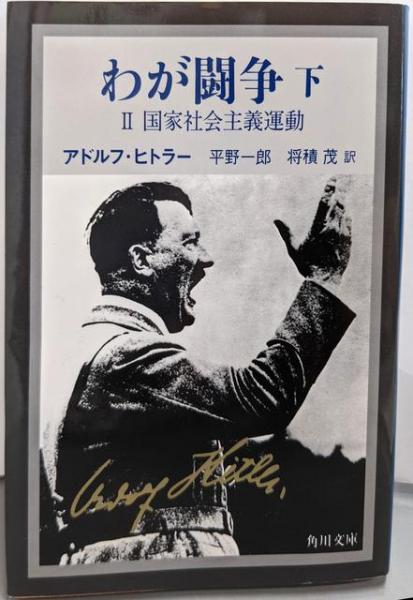 わが闘争 下
II 国家社会主義運動
アドルフ・ヒトラー 平野一郎 将積 茂 訳
Adolf Hitler.
角川文庫